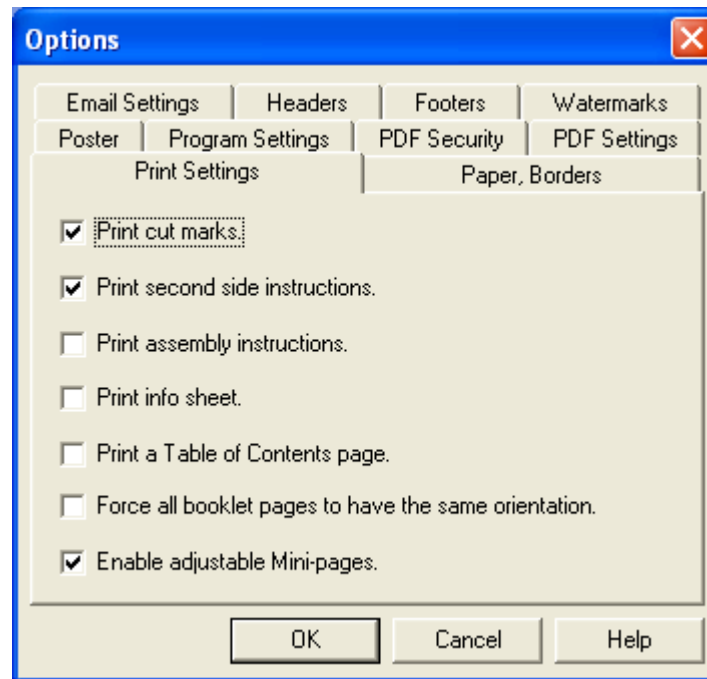 Options
Email Settings Headers Footers Watermarks
Poster Program Settings PDF Security PDF Settings
Print Settings Paper, Borders
Print cut marks.
Print second side instructions.
Print assembly instructions.
Print info sheet.
Print a Table of Contents page.
Force all booklet pages to have the same orientation.
Enable adjustable Mini-pages.
OK Cancel Help